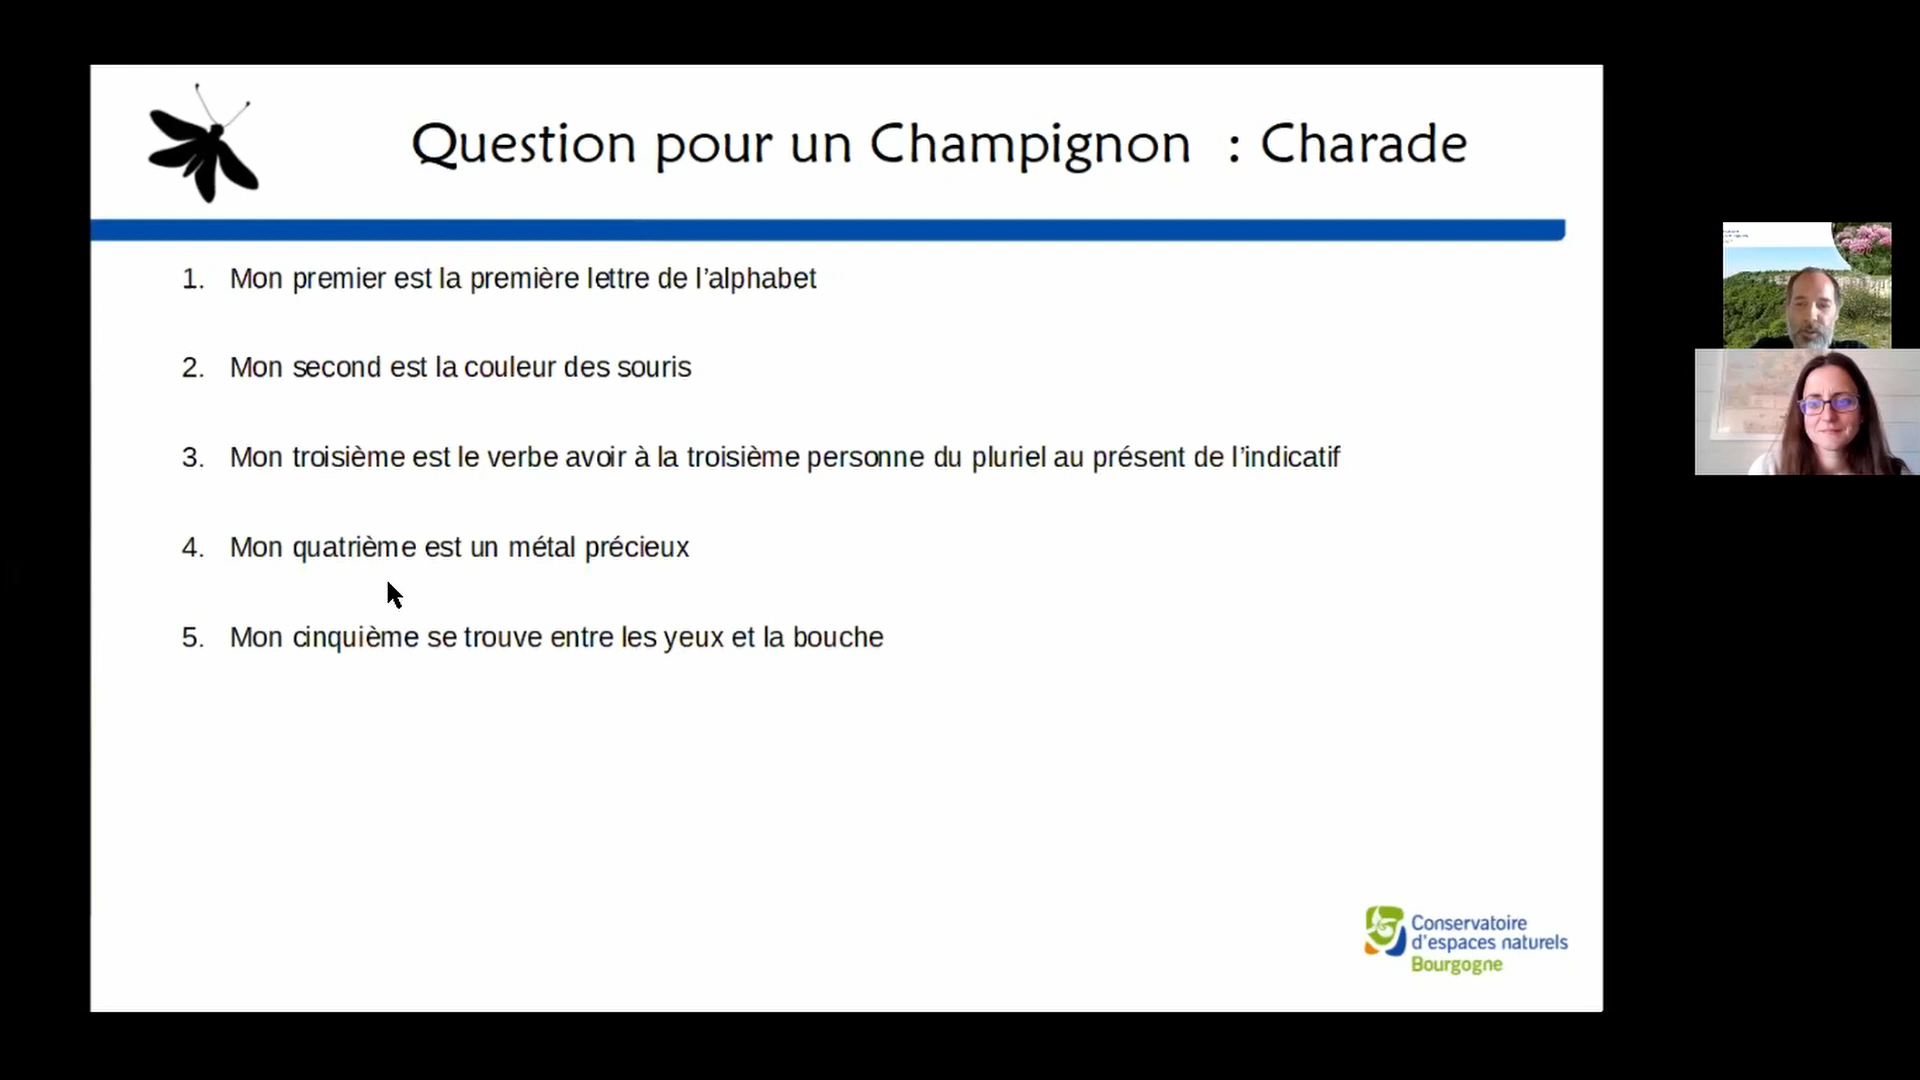 Question pour un Champignon : Charade
1. Mon premier est la première lettre de l’alphabet
2. Mon second est la couleur des souris
3. Mon troisième est le verbe avoir à la troisième personne du pluriel au présent de l’indicatif
4. Mon quatrième est un métal précieux
5. Mon cinquième se trouve entre les yeux et la bouche
Conservatoire
d’espaces naturels
Bourgogne